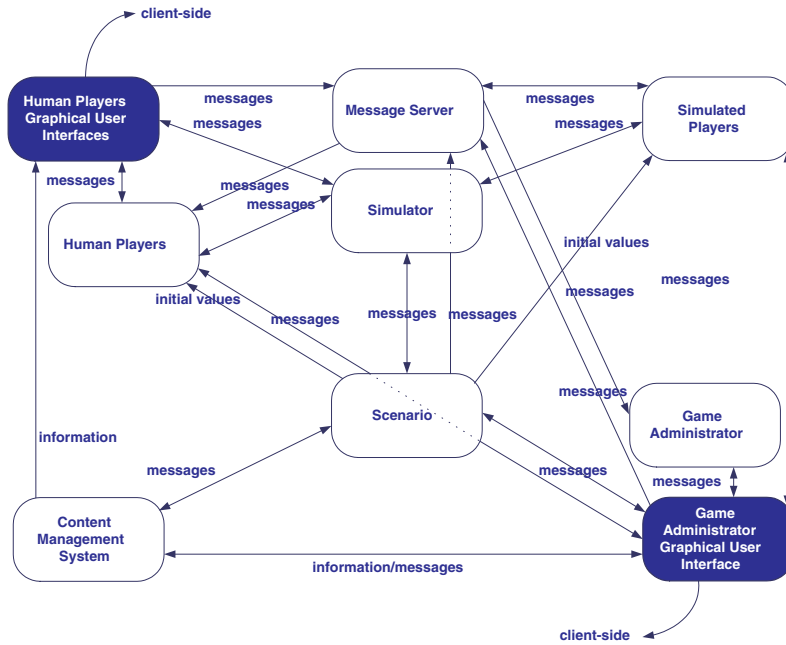 client-side
Human Players
Graphical User
Interfaces
messages
Message Server
messages
Simulated
Players
messages
messages
messages
messages
messages
Simulator
Human Players
initial values
initial values
messages
messages
messages
messages
messages
messages
Scenario
Game
Administrator
information
messages
messages
messages
Content
Management
System
Game
Administrator
Graphical User
Interface
information/messages
client-side